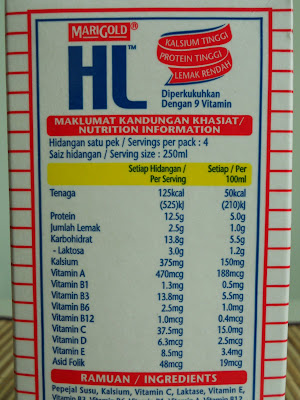 MARIGOLD®
HL™
KALSIUM TINGGI
PROTEIN TINGGI
LEMAK RENDAH
Diperkukuhkan
Dengan 9 Vitamin
MAKLUMAT KANDUNGAN KHASIAT/
NUTRITION INFORMATION
Hidangan satu pek / Servings per pack : 4
Saiz hidangan / Serving size : 250ml
Setiap Hidangan / Setiap / Per
Per Serving 100ml
Tenaga 125kcal 50kcal
(525)kJ (210)kJ
Protein 12.5g 5.0g
Jumlah Lemak 2.5g 1.0g
Karbohidrat 13.8g 5.5g
- Laktosa 3.0g 1.2g
Kalsium 375mg 150mg
Vitamin A 470mcg 188mcg
Vitamin B1 1.3mg 0.5mg
Vitamin B3 13.8mg 5.5mg
Vitamin B6 2.5mg 1.0mg
Vitamin B12 1.0mcg 0.4mcg
Vitamin C 37.5mg 15.0mg
Vitamin D 6.3mcg 2.5mcg
Vitamin E 8.5mg 3.4mg
Asid Folik 48mcg 19mcg
RAMUAN / INGREDIENTS
Pepejal Susu, Kalsium, Vitamin C, Laktase, Vitamin E,